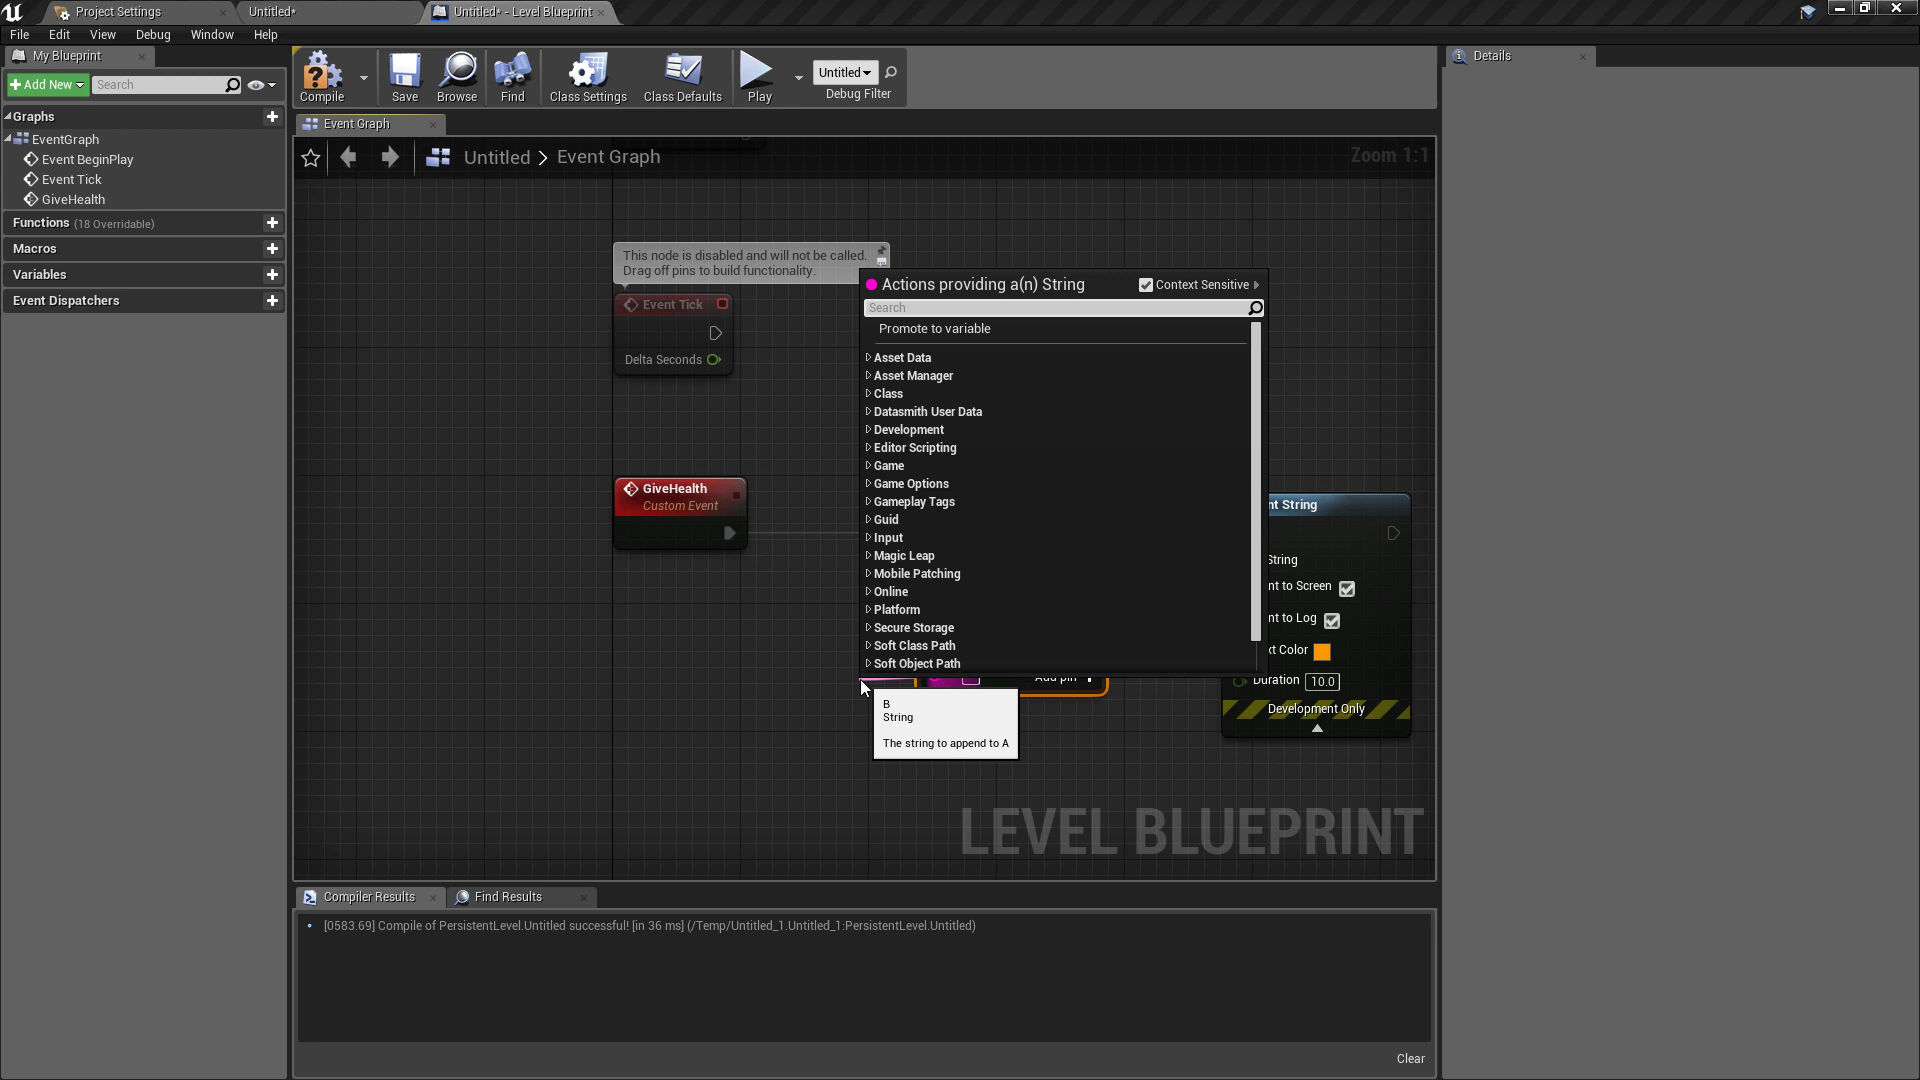 Project Settings
Untitled*
Untitled* - Level Blueprint
File Edit View Debug Window Help
My Blueprint
Add New
Search
Graphs
EventGraph
Event BeginPlay
Event Tick
GiveHealth
Functions (18 Overridable)
Macros
Variables
Event Dispatchers
Compile
Save
Browse
Find
Class Settings
Class Defaults
Play
Untitled
Debug Filter
Event Graph
Untitled > Event Graph
Zoom 1:1
This node is disabled and will not be called.
Drag off pins to build functionality.
Event Tick
Delta Seconds
GiveHealth
Custom Event
Actions providing a(n) String
Context Sensitive
Search
Promote to variable
Asset Data
Asset Manager
Class
Datasmith User Data
Development
Editor Scripting
Game
Game Options
Gameplay Tags
Guid
Input
Magic Leap
Mobile Patching
Online
Platform
Secure Storage
Soft Class Path
Soft Object Path
Add pin
B
String
The string to append to A
nt String
String
nt to Screen
nt to Log
xt Color
Duration 10.0
Development Only
LEVEL BLUEPRINT
Compiler Results
Find Results
[0583.69] Compile of PersistentLevel.Untitled successful! [in 36 ms] (/Temp/Untitled_1.Untitled_1:PersistentLevel.Untitled)
Clear
Details